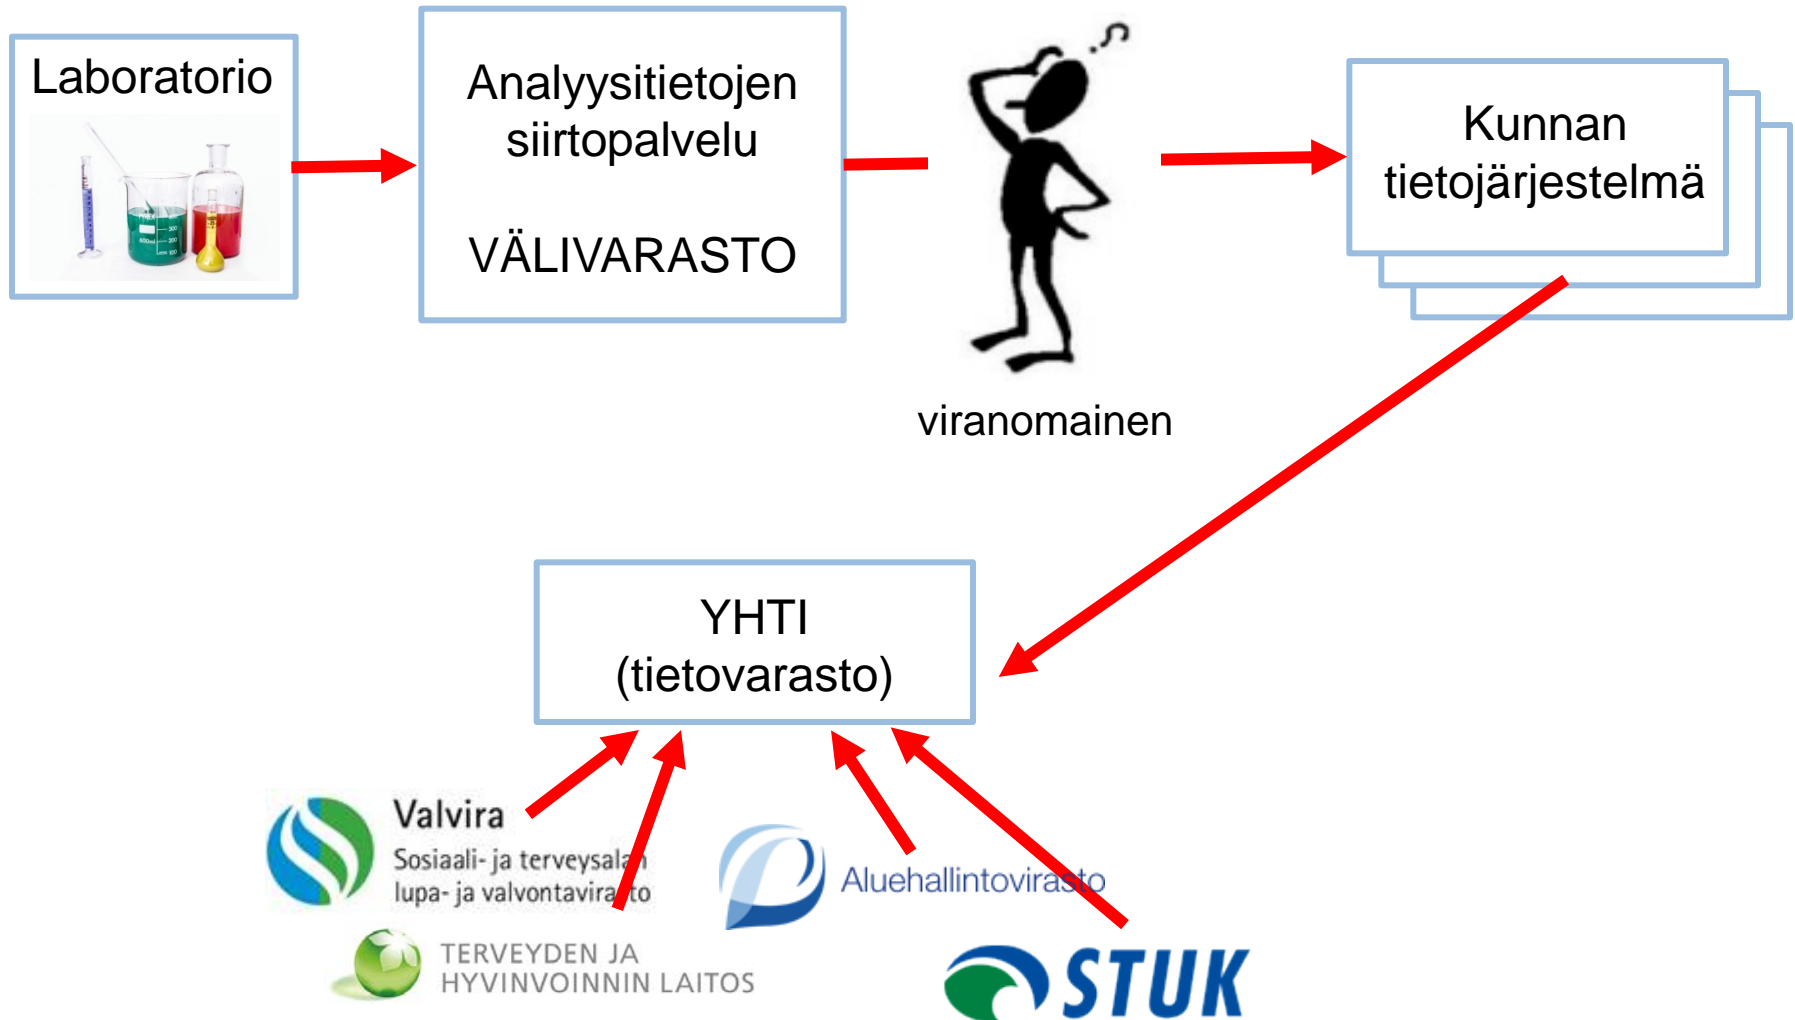 Laboratorio
Analyysitietojen
siirtopalvelu
VÄLIVARASTO
Kunnan
tietojärjestelmä
viranomainen
YHTI
(tietovarasto)
Valvira
Sosiaali- ja terveysalan
lupa- ja valvontavirasto
Aluehallintovirasto
TERVEYDEN JA
HYVINVOINNIN LAITOS
STUK